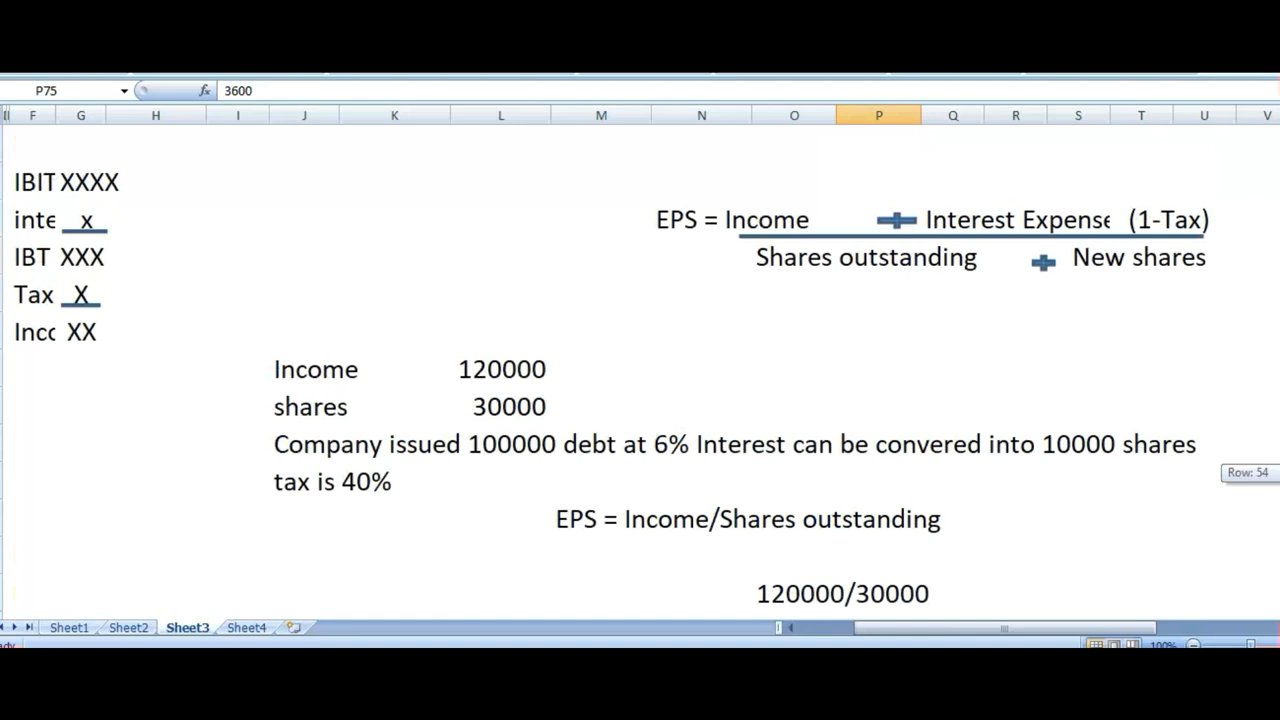 P75 fx 3600
F G H I J K L M N O P Q R S T U V
IBIT XXXX
inte x
EPS = Income Interest Expense (1-Tax)
IBT XXX
Shares outstanding New shares
Tax X
Inco XX
Income 120000
shares 30000
Company issued 100000 debt at 6% Interest can be convered into 10000 shares
Row: 54
tax is 40%
EPS = Income/Shares outstanding
120000/30000
Sheet1 Sheet2 Sheet3 Sheet4
100%